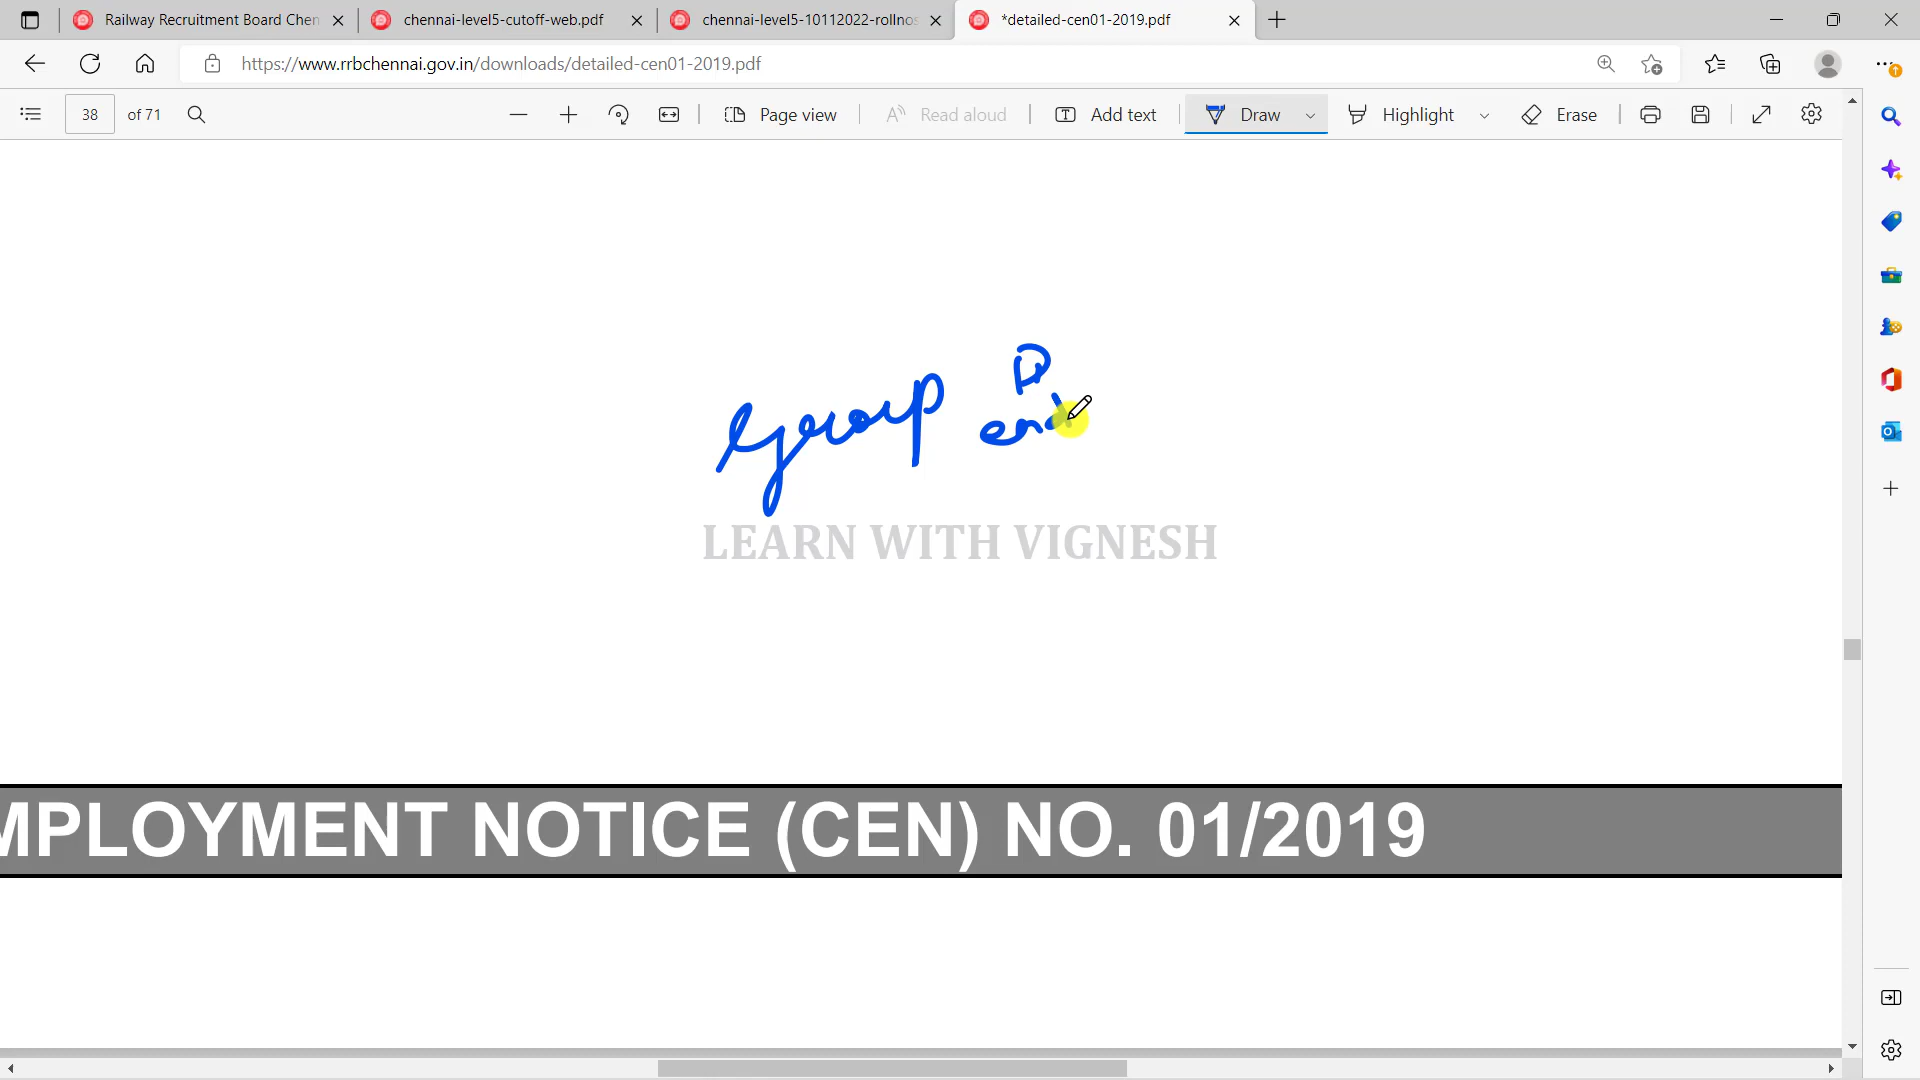 Railway Recruitment Board Chen
chennai-level5-cutoff-web.pdf
chennai-level5-10112022-rollnos
*detailed-cen01-2019.pdf
https://www.rrbchennai.gov.in/downloads/detailed-cen01-2019.pdf
38 of 71
Page view
Read aloud
Add text
Draw
Highlight
Erase
Group D
end
LEARN WITH VIGNESH
MPLOYMENT NOTICE (CEN) NO. 01/2019